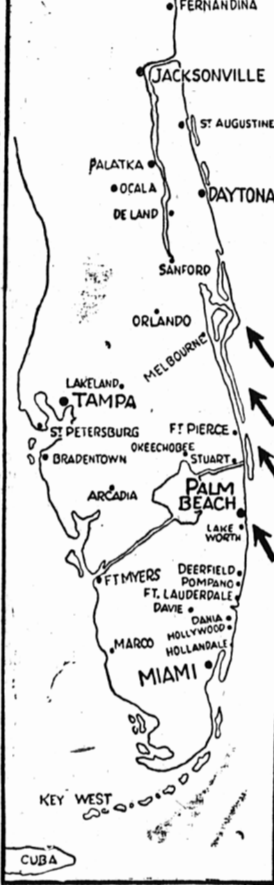 FERNANDINA
JACKSONVILLE
ST AUGUSTINE
PALATKA
OCALA
DAYTONA
DE LAND
SANFORD
ORLANDO
MELBOURNE
LAKELAND
TAMPA
ST PETERSBURG
FT PIERCE
OKEECHOBEE
BRADENTOWN
STUART
ARCADIA
PALM
BEACH
LAKE
WORTH
FT MYERS
DEERFIELD
POMPANO
FT. LAUDERDALE
DAVIE
DANIA
HOLLYWOOD
HOLLANDALE
MARCO
MIAMI
KEY WEST
CUBA